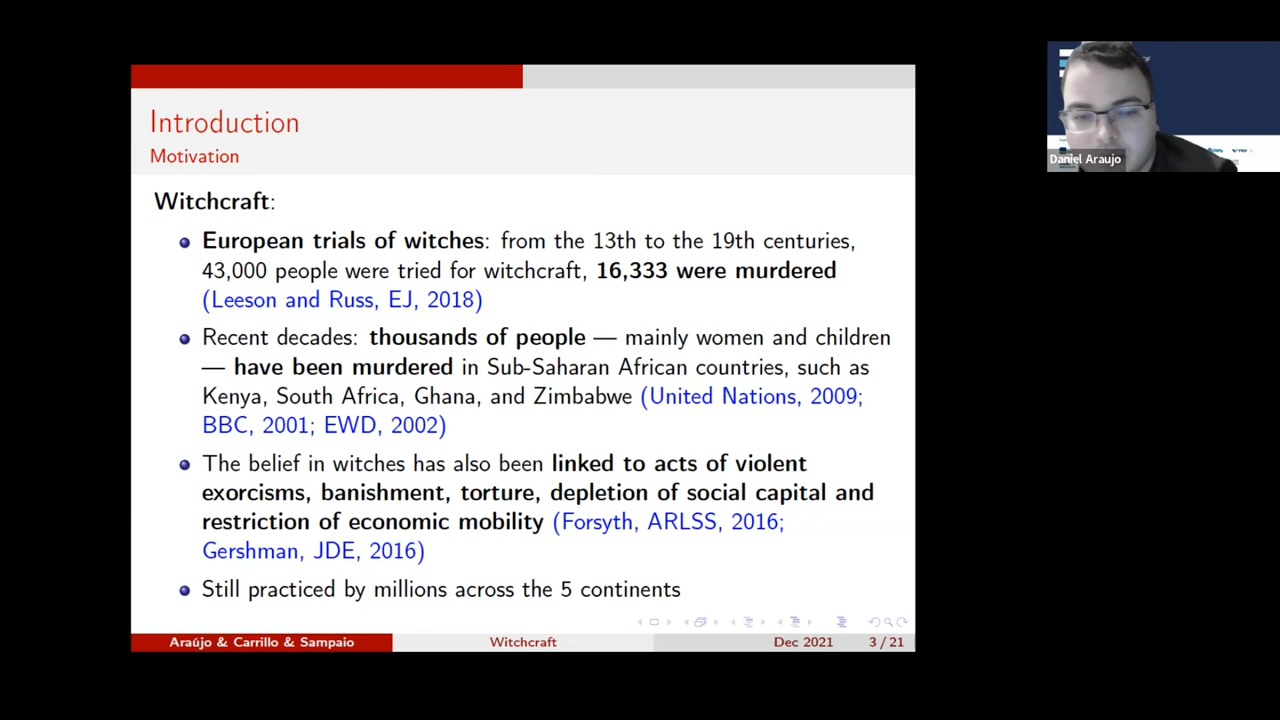 Introduction
Motivation
Witchcraft:
European trials of witches: from the 13th to the 19th centuries,
43,000 people were tried for witchcraft, 16,333 were murdered
(Leeson and Russ, EJ, 2018)
Recent decades: thousands of people — mainly women and children
— have been murdered in Sub-Saharan African countries, such as
Kenya, South Africa, Ghana, and Zimbabwe (United Nations, 2009;
BBC, 2001; EWD, 2002)
The belief in witches has also been linked to acts of violent
exorcisms, banishment, torture, depletion of social capital and
restriction of economic mobility (Forsyth, ARLSS, 2016;
Gershman, JDE, 2016)
Still practiced by millions across the 5 continents
Araújo & Carrillo & Sampaio Witchcraft Dec 2021 3 / 21
Daniel Araujo